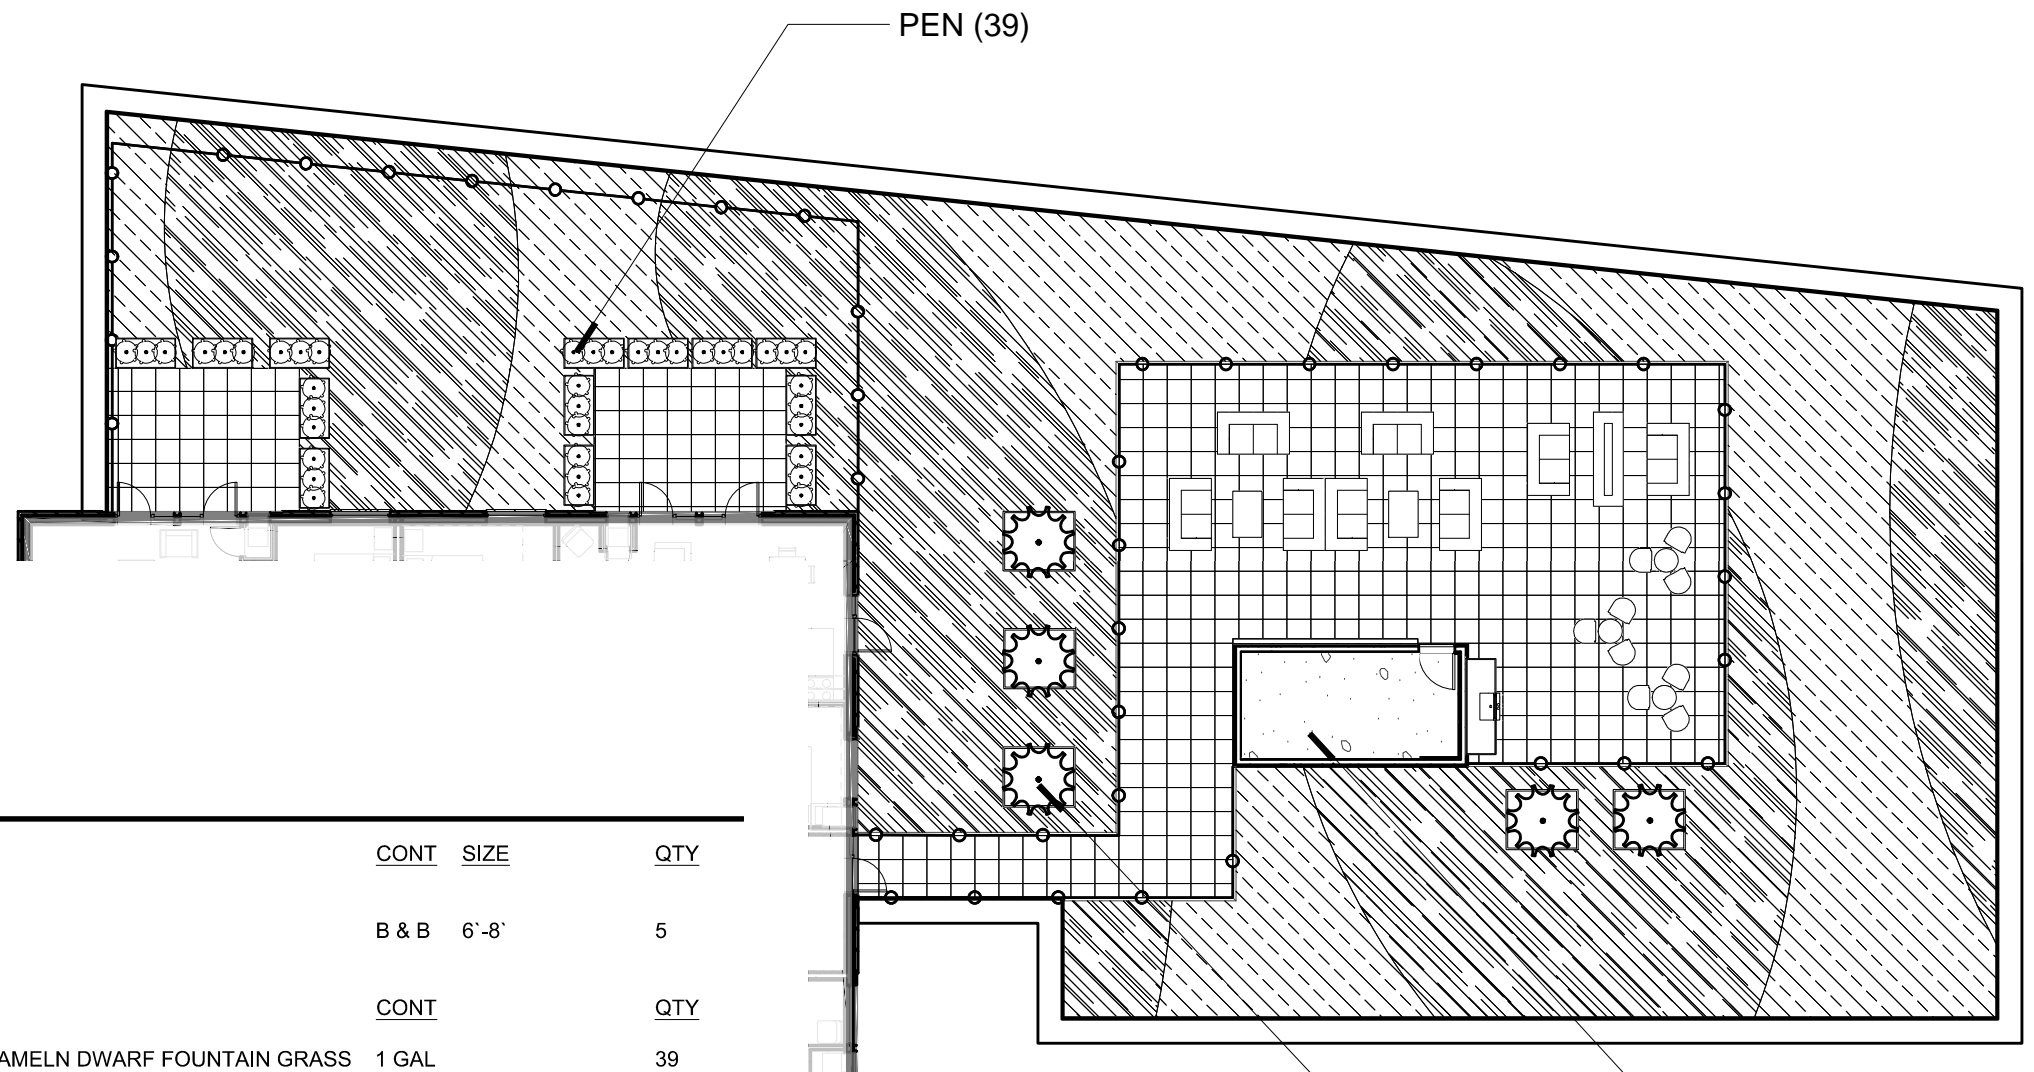 PEN (39)
CONT SIZE QTY
B & B 6`-8` 5
CONT QTY
AMELN DWARF FOUNTAIN GRASS 1 GAL 39